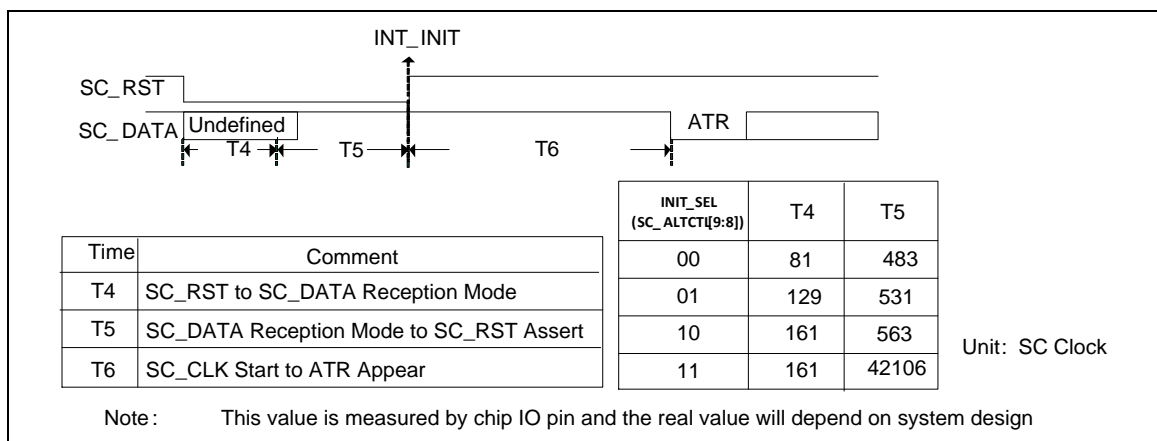 INT_INIT
SC_RST
SC_DATA Undefined ATR
T4 T5 T6
INIT_SEL (SC_ALTCTL[9:8]) T4 T5
00 81 483
01 129 531
10 161 563
11 161 42106
Time Comment
T4 SC_RST to SC_DATA Reception Mode
T5 SC_DATA Reception Mode to SC_RST Assert
T6 SC_CLK Start to ATR Appear
Unit: SC Clock
Note: This value is measured by chip IO pin and the real value will depend on system design